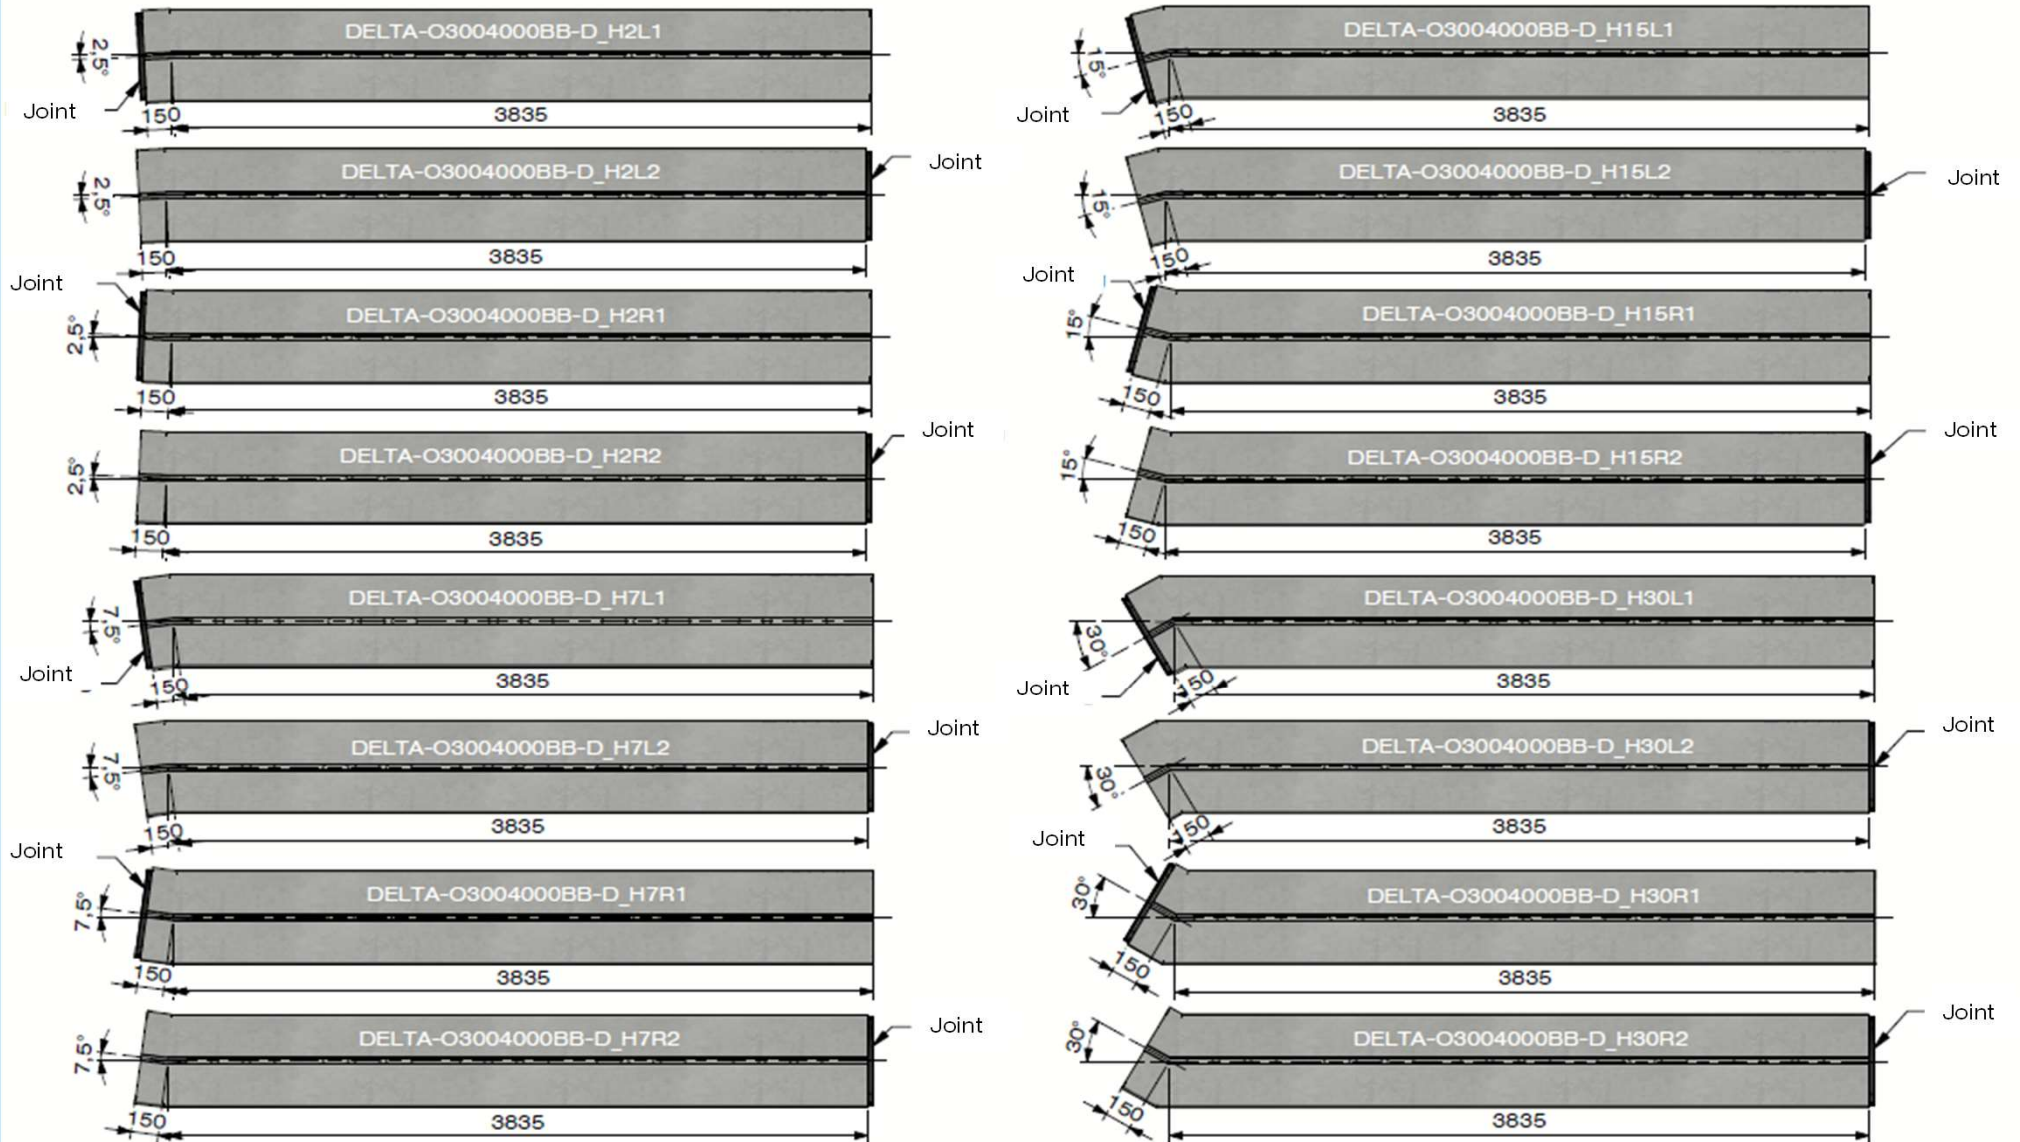 DELTA-O3004000BB-D_H2L1
2,5°
Joint
150
3835
DELTA-O3004000BB-D_H2L2
Joint
2,5°
150
3835
Joint
DELTA-O3004000BB-D_H2R1
2,5°
150
3835
DELTA-O3004000BB-D_H2R2
Joint
2,5°
150
3835
DELTA-O3004000BB-D_H7L1
7,5°
Joint
150
3835
DELTA-O3004000BB-D_H7L2
Joint
7,5°
150
3835
Joint
DELTA-O3004000BB-D_H7R1
7,5°
150
3835
DELTA-O3004000BB-D_H7R2
Joint
7,5°
150
3835
DELTA-O3004000BB-D_H15L1
15°
Joint
150
3835
DELTA-O3004000BB-D_H15L2
Joint
15°
150
3835
Joint
DELTA-O3004000BB-D_H15R1
15°
150
3835
DELTA-O3004000BB-D_H15R2
Joint
15°
150
3835
DELTA-O3004000BB-D_H30L1
30°
Joint
150
3835
DELTA-O3004000BB-D_H30L2
Joint
30°
150
3835
Joint
DELTA-O3004000BB-D_H30R1
30°
150
3835
DELTA-O3004000BB-D_H30R2
Joint
30°
150
3835